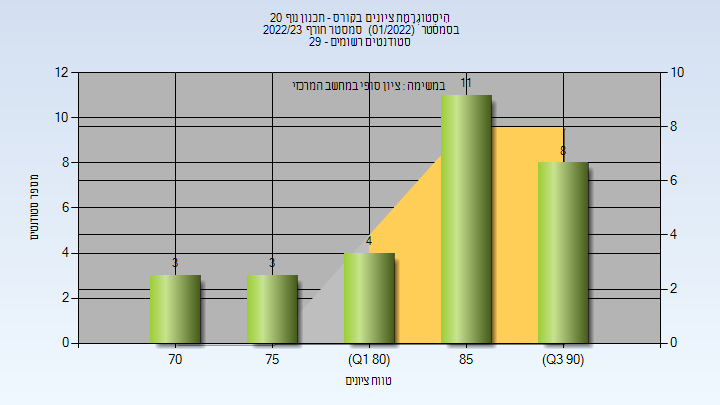 היסטוגרמת ציונים בקורס - תכנון נוף 20
בסמסטר (01/2022) סמסטר חורף 2022/23
סטודנטים רשומים - 29
במשימה : ציון סופי במחשב המרכזי
12
10
8
6
4
2
0
10
8
6
4
2
0
מספר סטודנטים
3
3
4
11
8
70
75
(Q1 80)
85
(Q3 90)
טווח ציונים